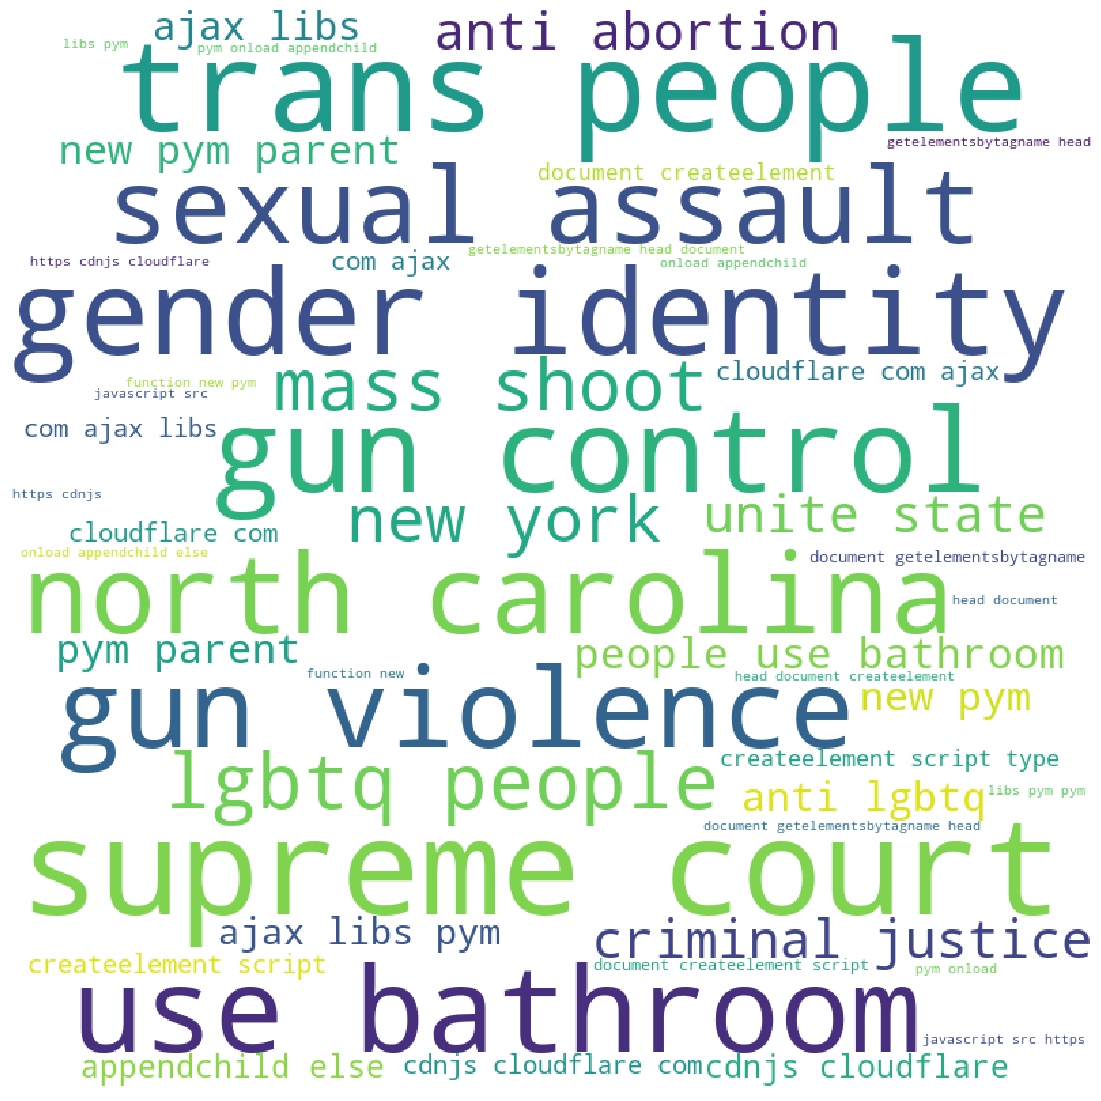 ajax libs
anti abortion
libs pym
pym onload appendchild
trans people
new pym parent
getelementsbytagname head
document createelement
sexual assault
getelementsbytagname head document
https cdnjs cloudflare
com ajax
onload appendchild
gender identity
function new pym
javascript src
mass shoot
cloudflare com ajax
com ajax libs
gun control
https cdnjs
new york
unite state
cloudflare com
onload appendchild else
document getelementsbytagname
north carolina
head document
pym parent
people use bathroom
function new
head document createelement
gun violence
new pym
lgbtq people
createelement script type
anti lgbtq
libs pym pym
document getelementsbytagname head
supreme court
ajax libs pym
criminal justice
createelement script
document createelement script
pym onload
use bathroom
javascript src https
appendchild else
cdnjs cloudflare com
cdnjs cloudflare